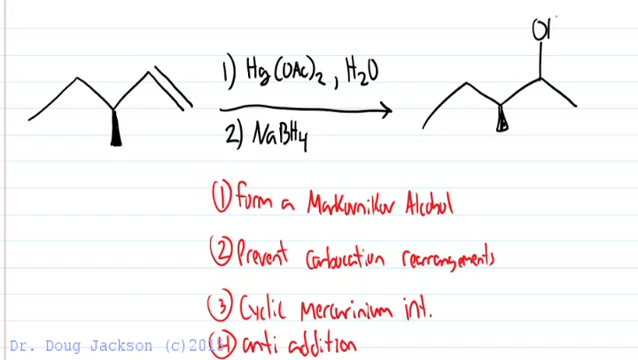 OH
1) Hg(OAc)2, H2O
2) NaBH4
① Form a Markovnikov Alcohol
② Prevent carbocation rearrangements
③ Cyclic Mercurinium int.
④ anti addition
Dr. Doug Jackson (c)201